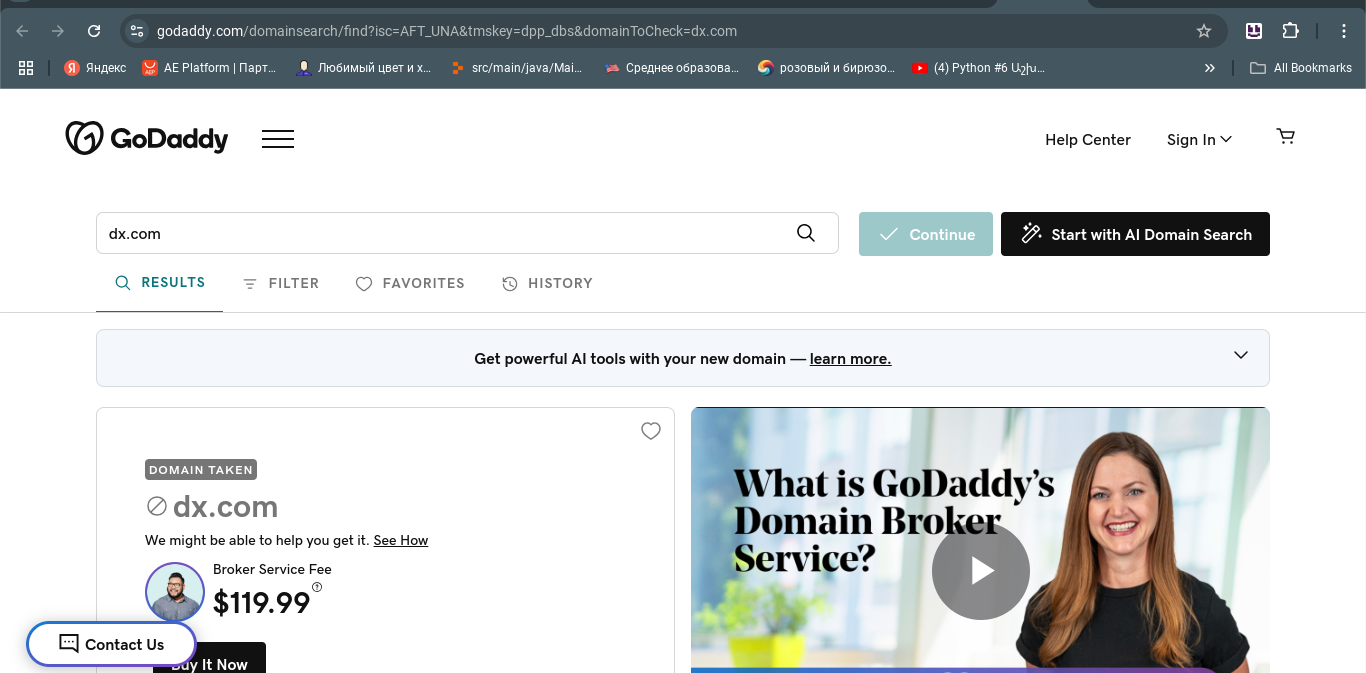 godaddy.com/domainsearch/find?isc=AFT_UNA&tmskey=dpp_dbs&domainToCheck=dx.com
Яндекс
AE Platform | Парт...
Любимый цвет и х...
src/main/java/Mai...
Среднее образова...
розовый и бирюзо...
(4) Python #6 Աշխ...
All Bookmarks
GoDaddy
Help Center
Sign In
dx.com
Continue
Start with AI Domain Search
RESULTS
FILTER
FAVORITES
HISTORY
Get powerful AI tools with your new domain — learn more.
DOMAIN TAKEN
dx.com
We might be able to help you get it. See How
Broker Service Fee
$119.99
Buy It Now
Contact Us
What is GoDaddy's
Domain Broker
Service?